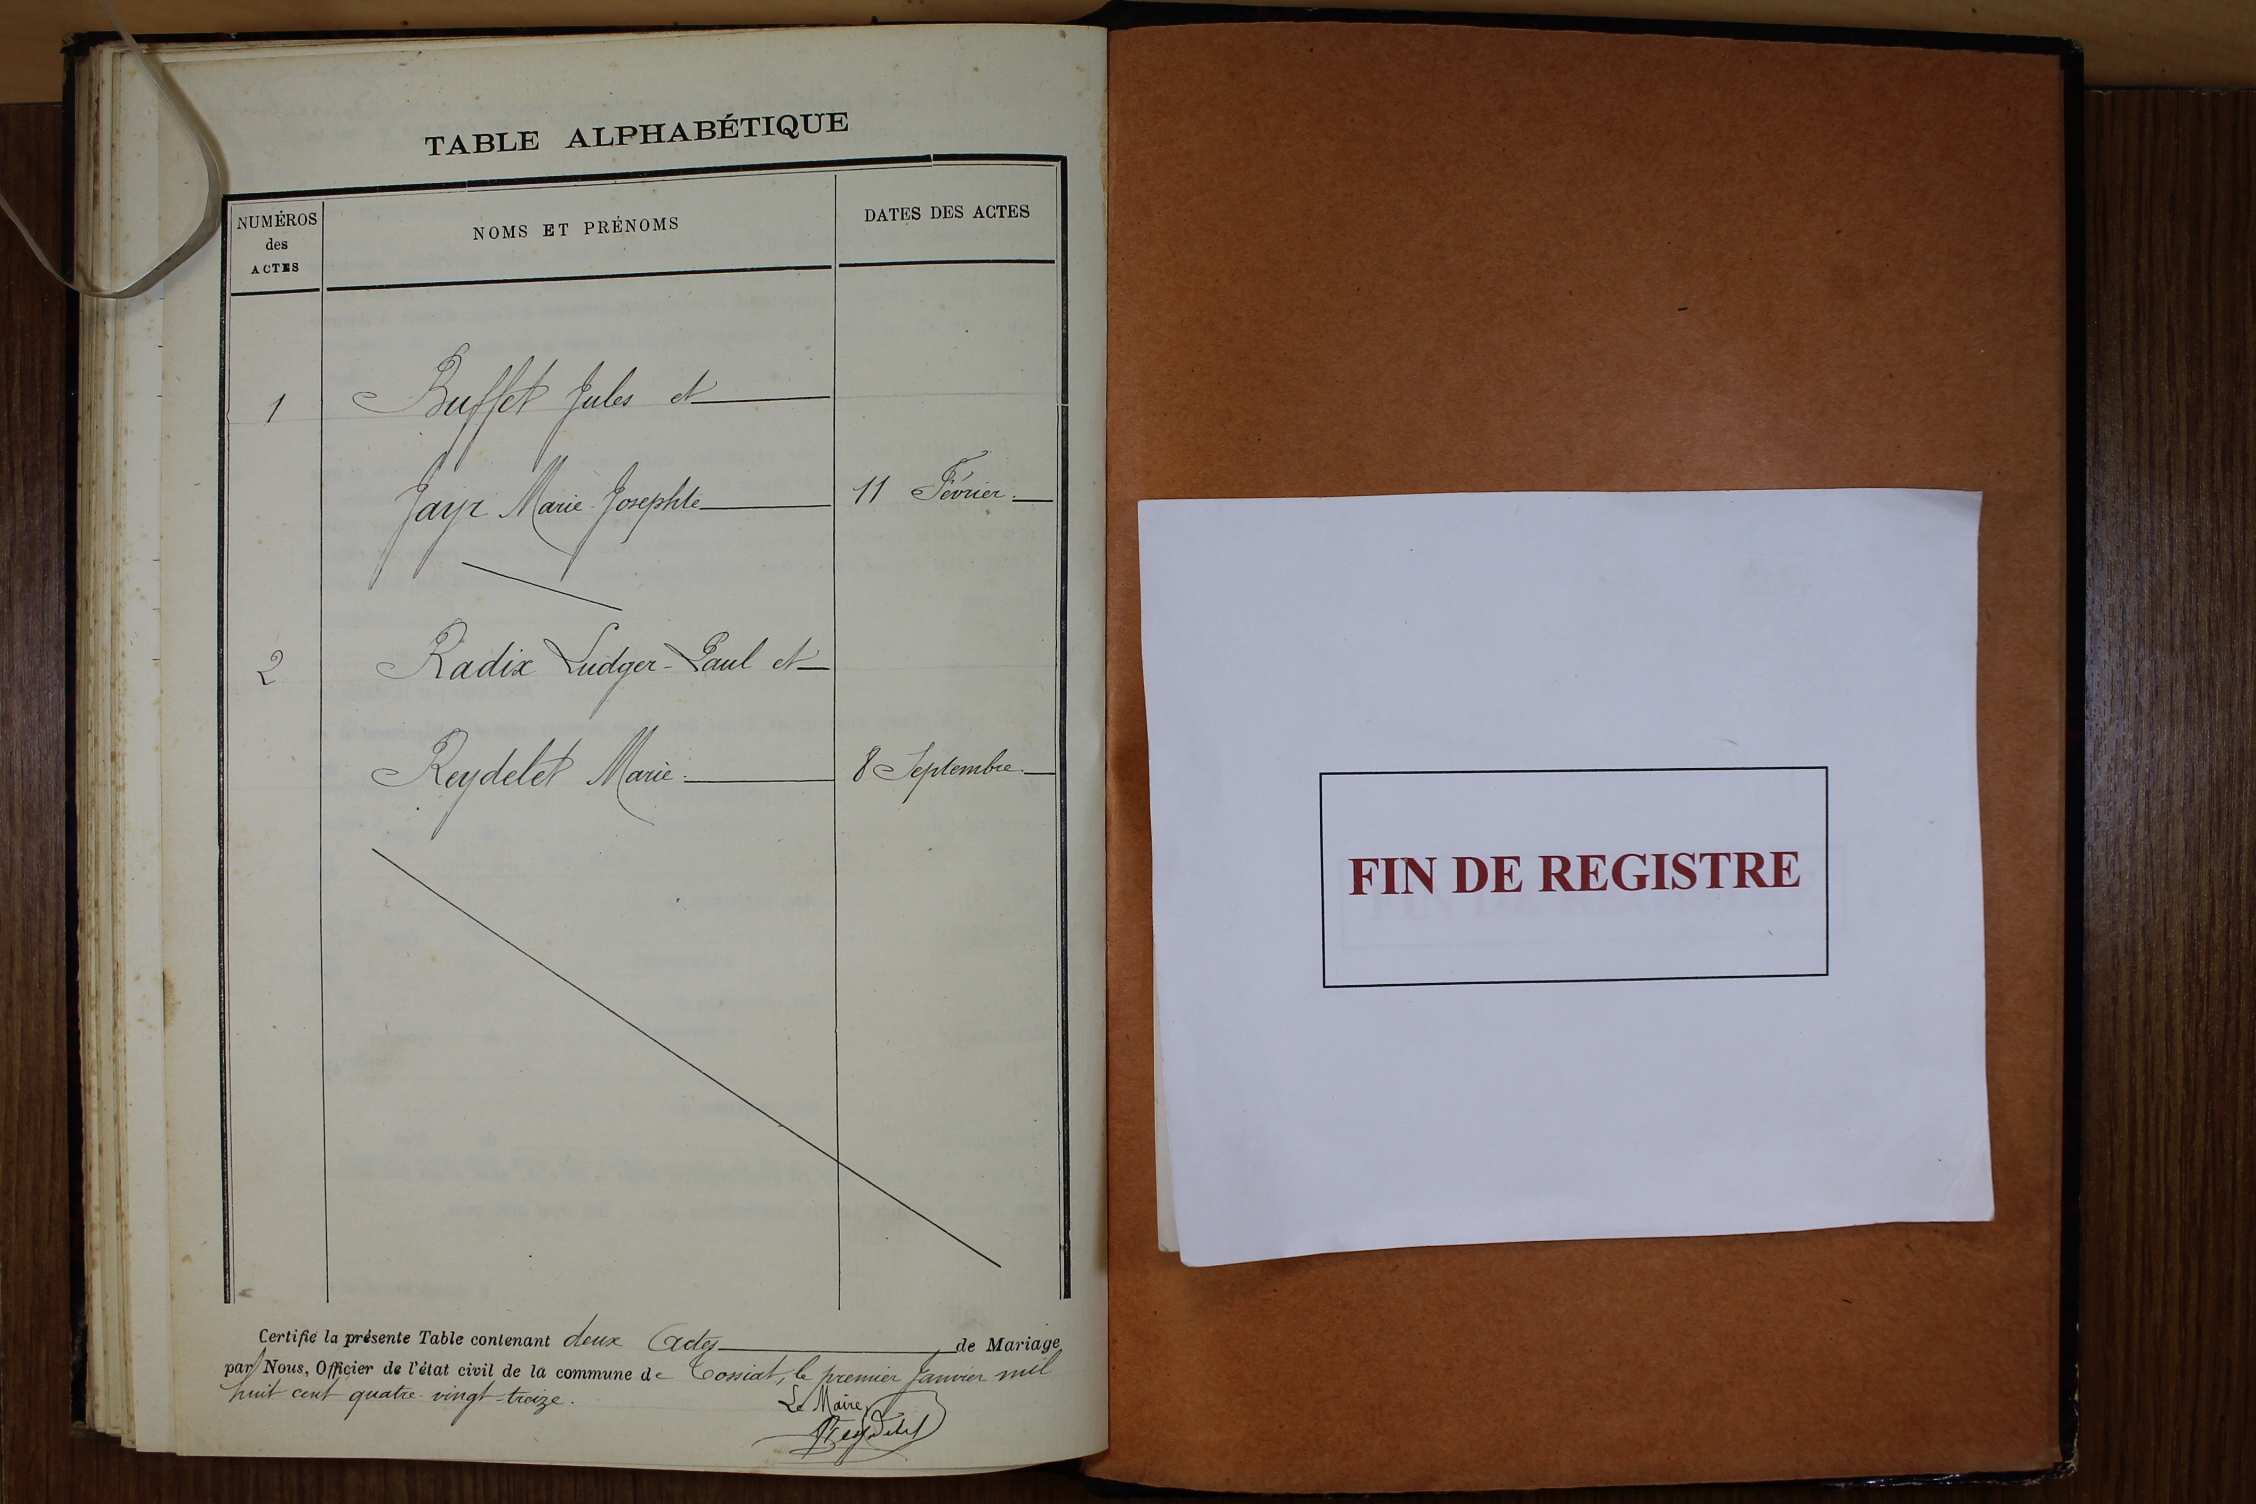 TABLE ALPHABÉTIQUE
NUMÉROS
des
ACTES
NOMS ET PRÉNOMS
DATES DES ACTES
1 Buffet Jules et
Jayr Marie-Josephte 11 Février.
2 Radix Ludger-Paul et
Reydelet Marie. 8 Septembre.
Certifié la présente Table contenant deux Actes de Mariage
par Nous, Officier de l'état civil de la commune de Tossiat, le premier Janvier mil
huit cent quatre-vingt-treize.
Le Maire,
Reydelet
FIN DE REGISTRE